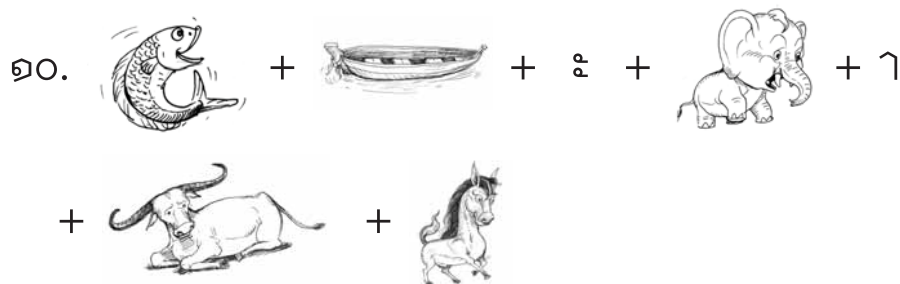 ๑๐. + + ะ + + า
+ +